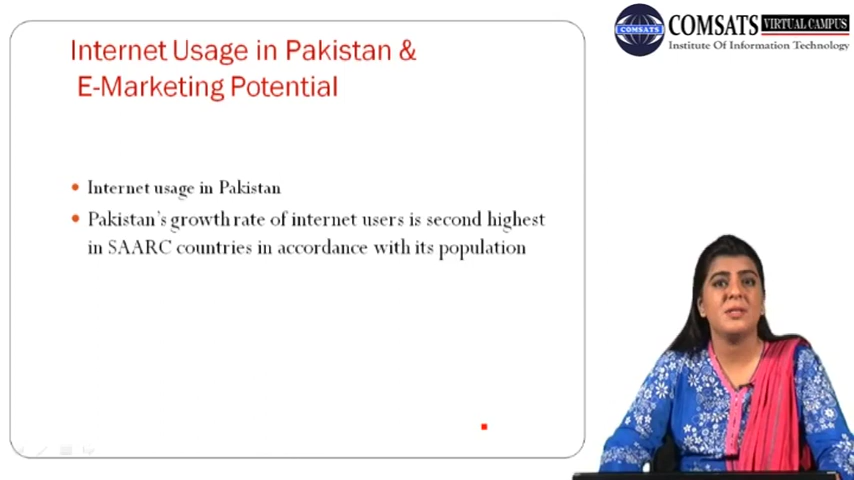 Internet Usage in Pakistan &
E-Marketing Potential
• Internet usage in Pakistan
• Pakistan's growth rate of internet users is second highest
in SAARC countries in accordance with its population
COMSATS
COMSATS VIRTUAL CAMPUS
Institute Of Information Technology